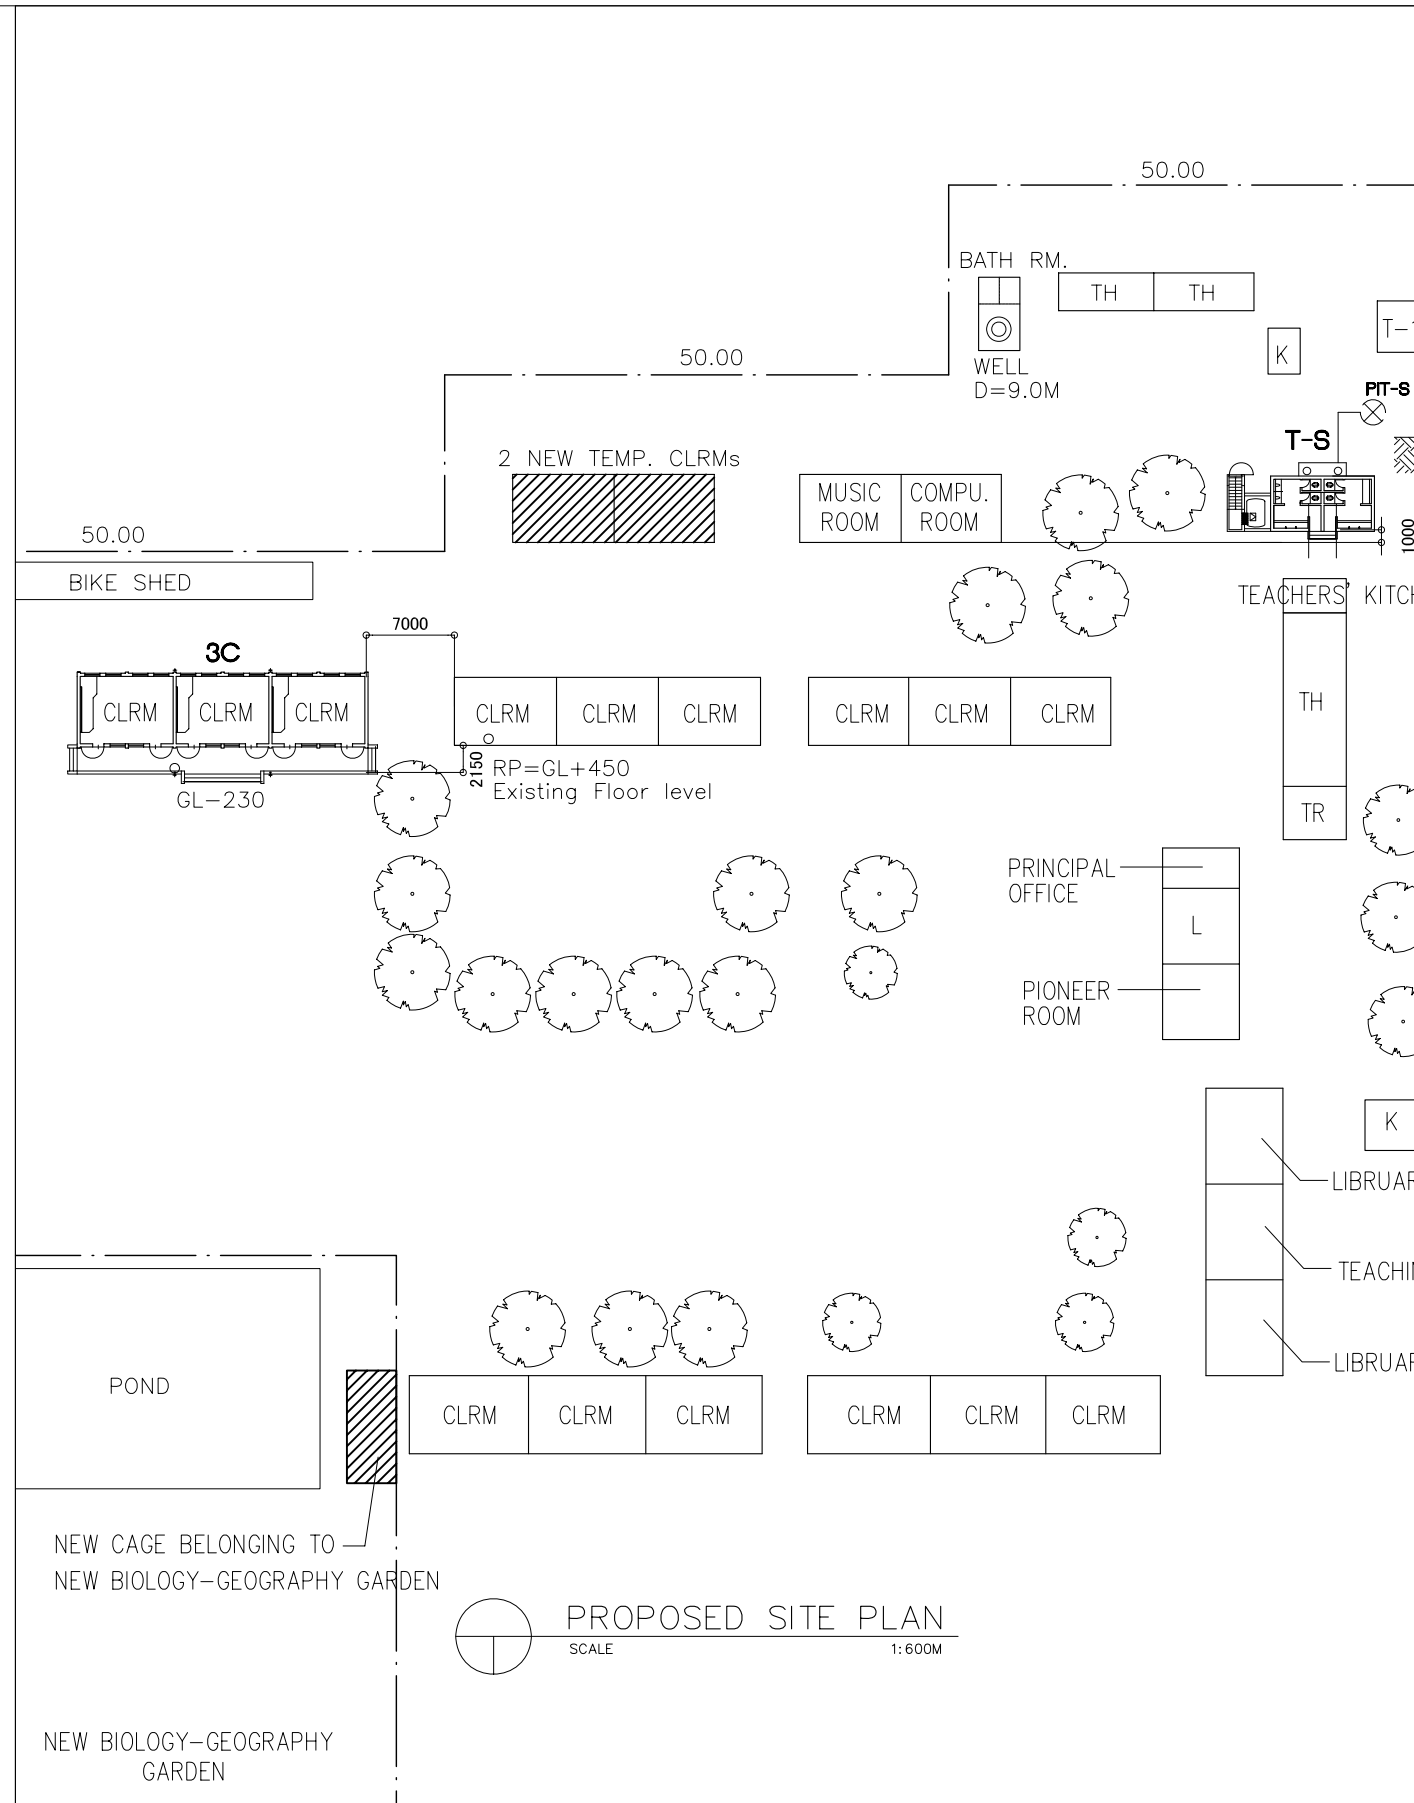 50.00
BATH RM.
TH
TH
T-1
K
50.00
WELL
D=9.0M
PIT-S
T-S
2 NEW TEMP. CLRMs
MUSIC
ROOM
COMPU.
ROOM
50.00
1000
BIKE SHED
TEACHERS' KITCH
7000
3C
CLRM
CLRM
CLRM
CLRM
CLRM
CLRM
CLRM
CLRM
CLRM
TH
2150
RP=GL+450
Existing Floor level
GL-230
TR
PRINCIPAL
OFFICE
L
PIONEER
ROOM
K
LIBRUAR
TEACHI
LIBRUAR
POND
CLRM
CLRM
CLRM
CLRM
CLRM
CLRM
NEW CAGE BELONGING TO
NEW BIOLOGY-GEOGRAPHY GARDEN
PROPOSED SITE PLAN
SCALE 1:600M
NEW BIOLOGY-GEOGRAPHY
GARDEN